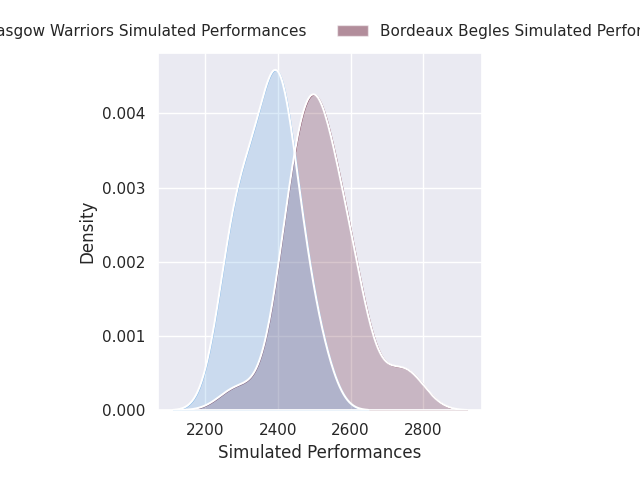 asgow Warriors Simulated Performances
Bordeaux Begles Simulated Perfor
0.004
0.003
0.002
0.001
0.000
Density
2200 2400 2600 2800
Simulated Performances